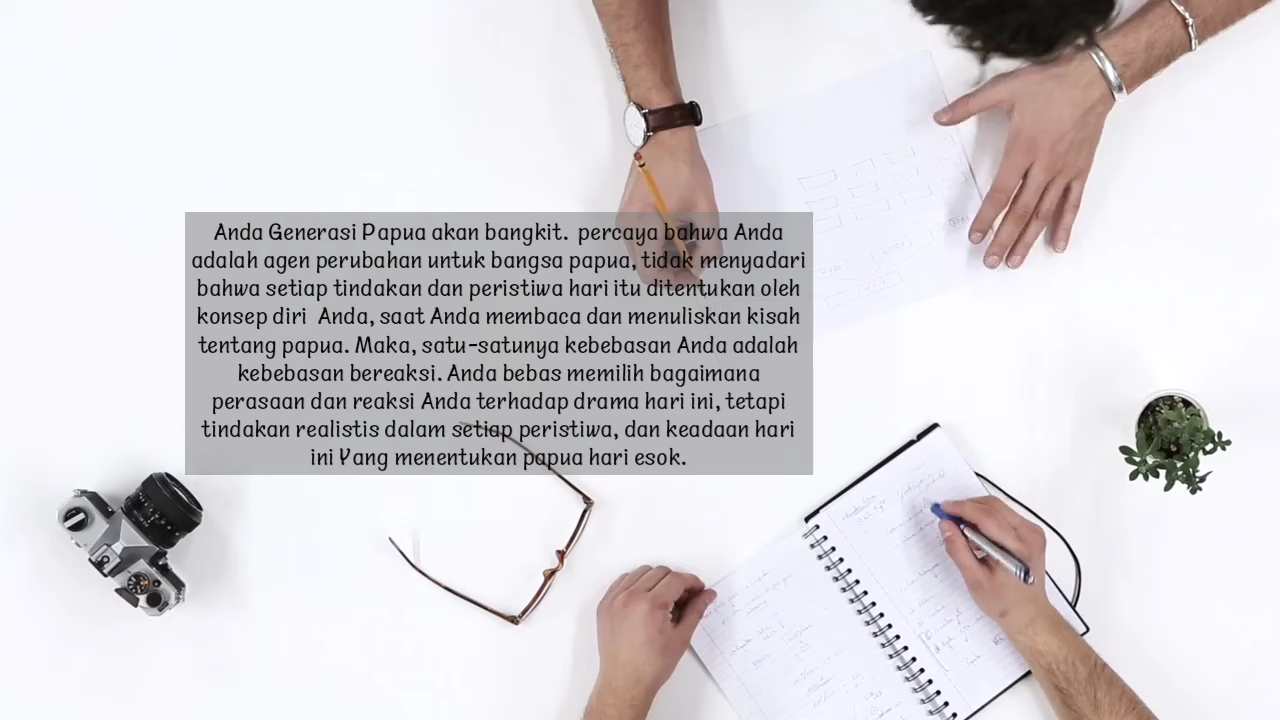 Anda Generasi Papua akan bangkit.  percaya bahwa Anda
adalah agen perubahan untuk bangsa papua, tidak menyadari
bahwa setiap tindakan dan peristiwa hari itu ditentukan oleh
konsep diri  Anda, saat Anda membaca dan menuliskan kisah
tentang papua. Maka, satu-satunya kebebasan Anda adalah
kebebasan bereaksi. Anda bebas memilih bagaimana
perasaan dan reaksi Anda terhadap drama hari ini, tetapi
tindakan realistis dalam setiap peristiwa, dan keadaan hari
ini Yang menentukan papua hari esok.